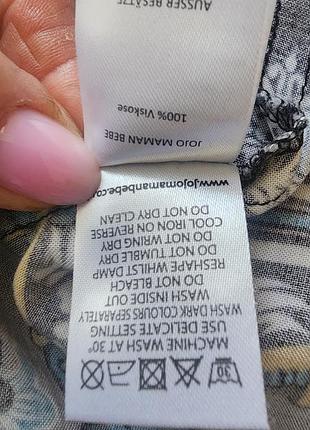 AUSSER BESÄTZE
100% Viskose
JOJO MAMAN BEBE
30
MACHINE WASH AT 30°
USE DELICATE SETTING
WASH DARK COLOURS SEPARATELY
WASH INSIDE OUT
DO NOT BLEACH
RESHAPE WHILST DAMP
DO NOT TUMBLE DRY
DO NOT WRING DRY
COOL IRON ON REVERSE
DO NOT DRY CLEAN
www.jojomamanbebe.co